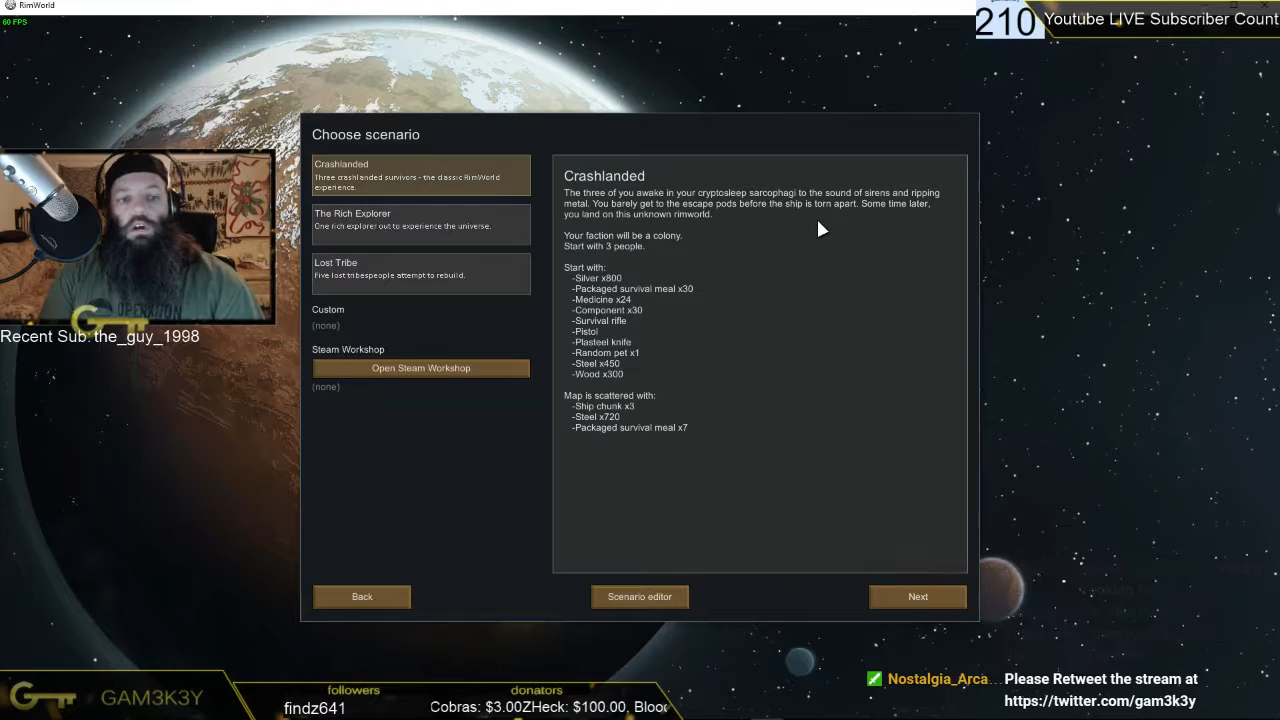 RimWorld
60 FPS
210
Youtube LIVE Subscriber Count
Choose scenario
Crashlanded
Three crashlanded survivors - the classic RimWorld
experience.
The Rich Explorer
One rich explorer out to experience the universe.
Lost Tribe
Five lost tribespeople attempt to rebuild.
Custom
(none)
Steam Workshop
Open Steam Workshop
(none)
Crashlanded
The three of you awake in your cryptosleep sarcophagi to the sound of sirens and ripping
metal. You barely get to the escape pods before the ship is torn apart. Some time later,
you land on this unknown rimworld.
Your faction will be a colony.
Start with 3 people.
Start with:
-Silver x800
-Packaged survival meal x30
-Medicine x24
-Component x30
-Survival rifle
-Pistol
-Plasteel knife
-Random pet x1
-Steel x450
-Wood x300
Map is scattered with:
-Ship chunk x3
-Steel x720
-Packaged survival meal x7
Back
Scenario editor
Next
Recent Sub: the_guy_1998
GAM3K3Y
followers
findz641
donators
Cobras: $3.00ZHeck: $100.00, Blood
Nostalgia_Arca... Please Retweet the stream at
https://twitter.com/gam3k3y